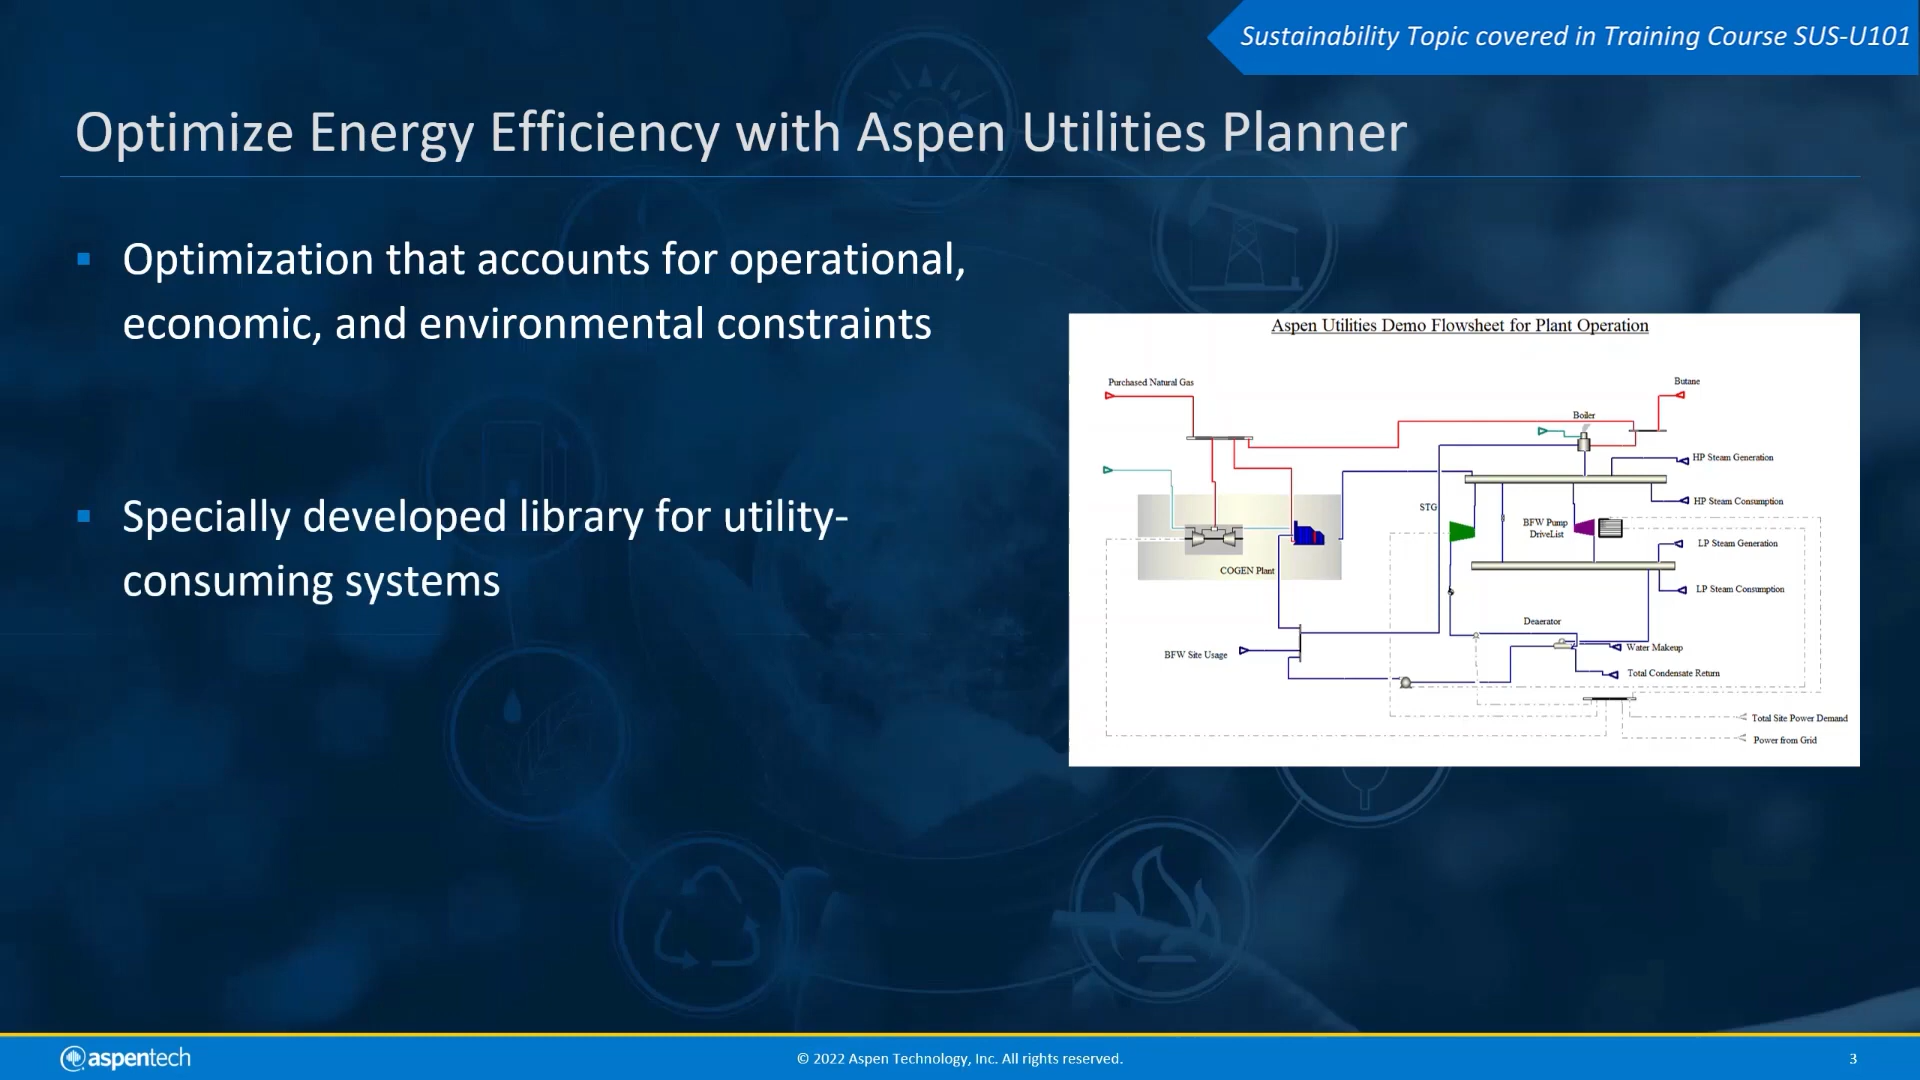 Sustainability Topic covered in Training Course SUS-U101
Optimize Energy Efficiency with Aspen Utilities Planner
Optimization that accounts for operational,
economic, and environmental constraints
Specially developed library for utility-
consuming systems
Aspen Utilities Demo Flowsheet for Plant Operation
Purchased Natural Gas
Butane
Boiler
HP Steam Generation
HP Steam Consumption
STG
BFW Pump
DriveList
LP Steam Generation
COGEN Plant
LP Steam Consumption
Deaerator
BFW Site Usage
Water Makeup
Total Condensate Return
Total Site Power Demand
Power from Grid
aspentech
© 2022 Aspen Technology, Inc. All rights reserved.
3